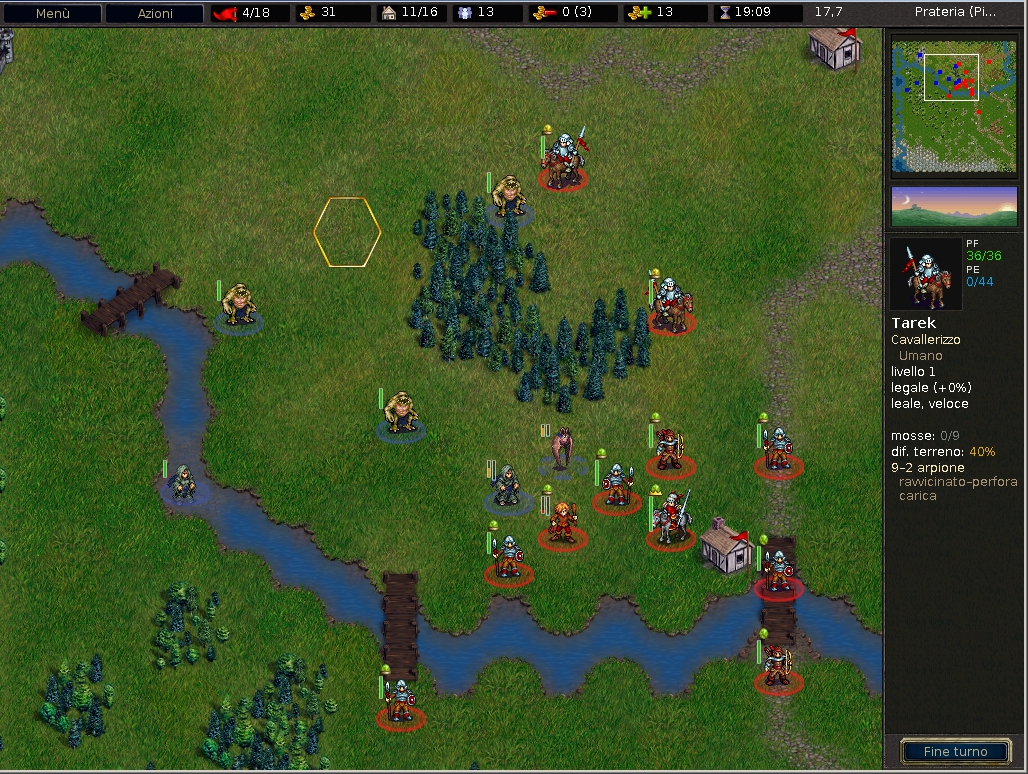 Menù Azioni 4/18 31 11/16 13 0 (3) 13 19:09 17,7 Prateria (Pi...
PF
36/36
PE
0/44
Tarek
Cavallerizzo
Umano
livello 1
legale (+0%)
leale, veloce
mosse: 0/9
dif. terreno: 40%
9–2 arpione
ravvicinato–perfora
carica
Fine turno